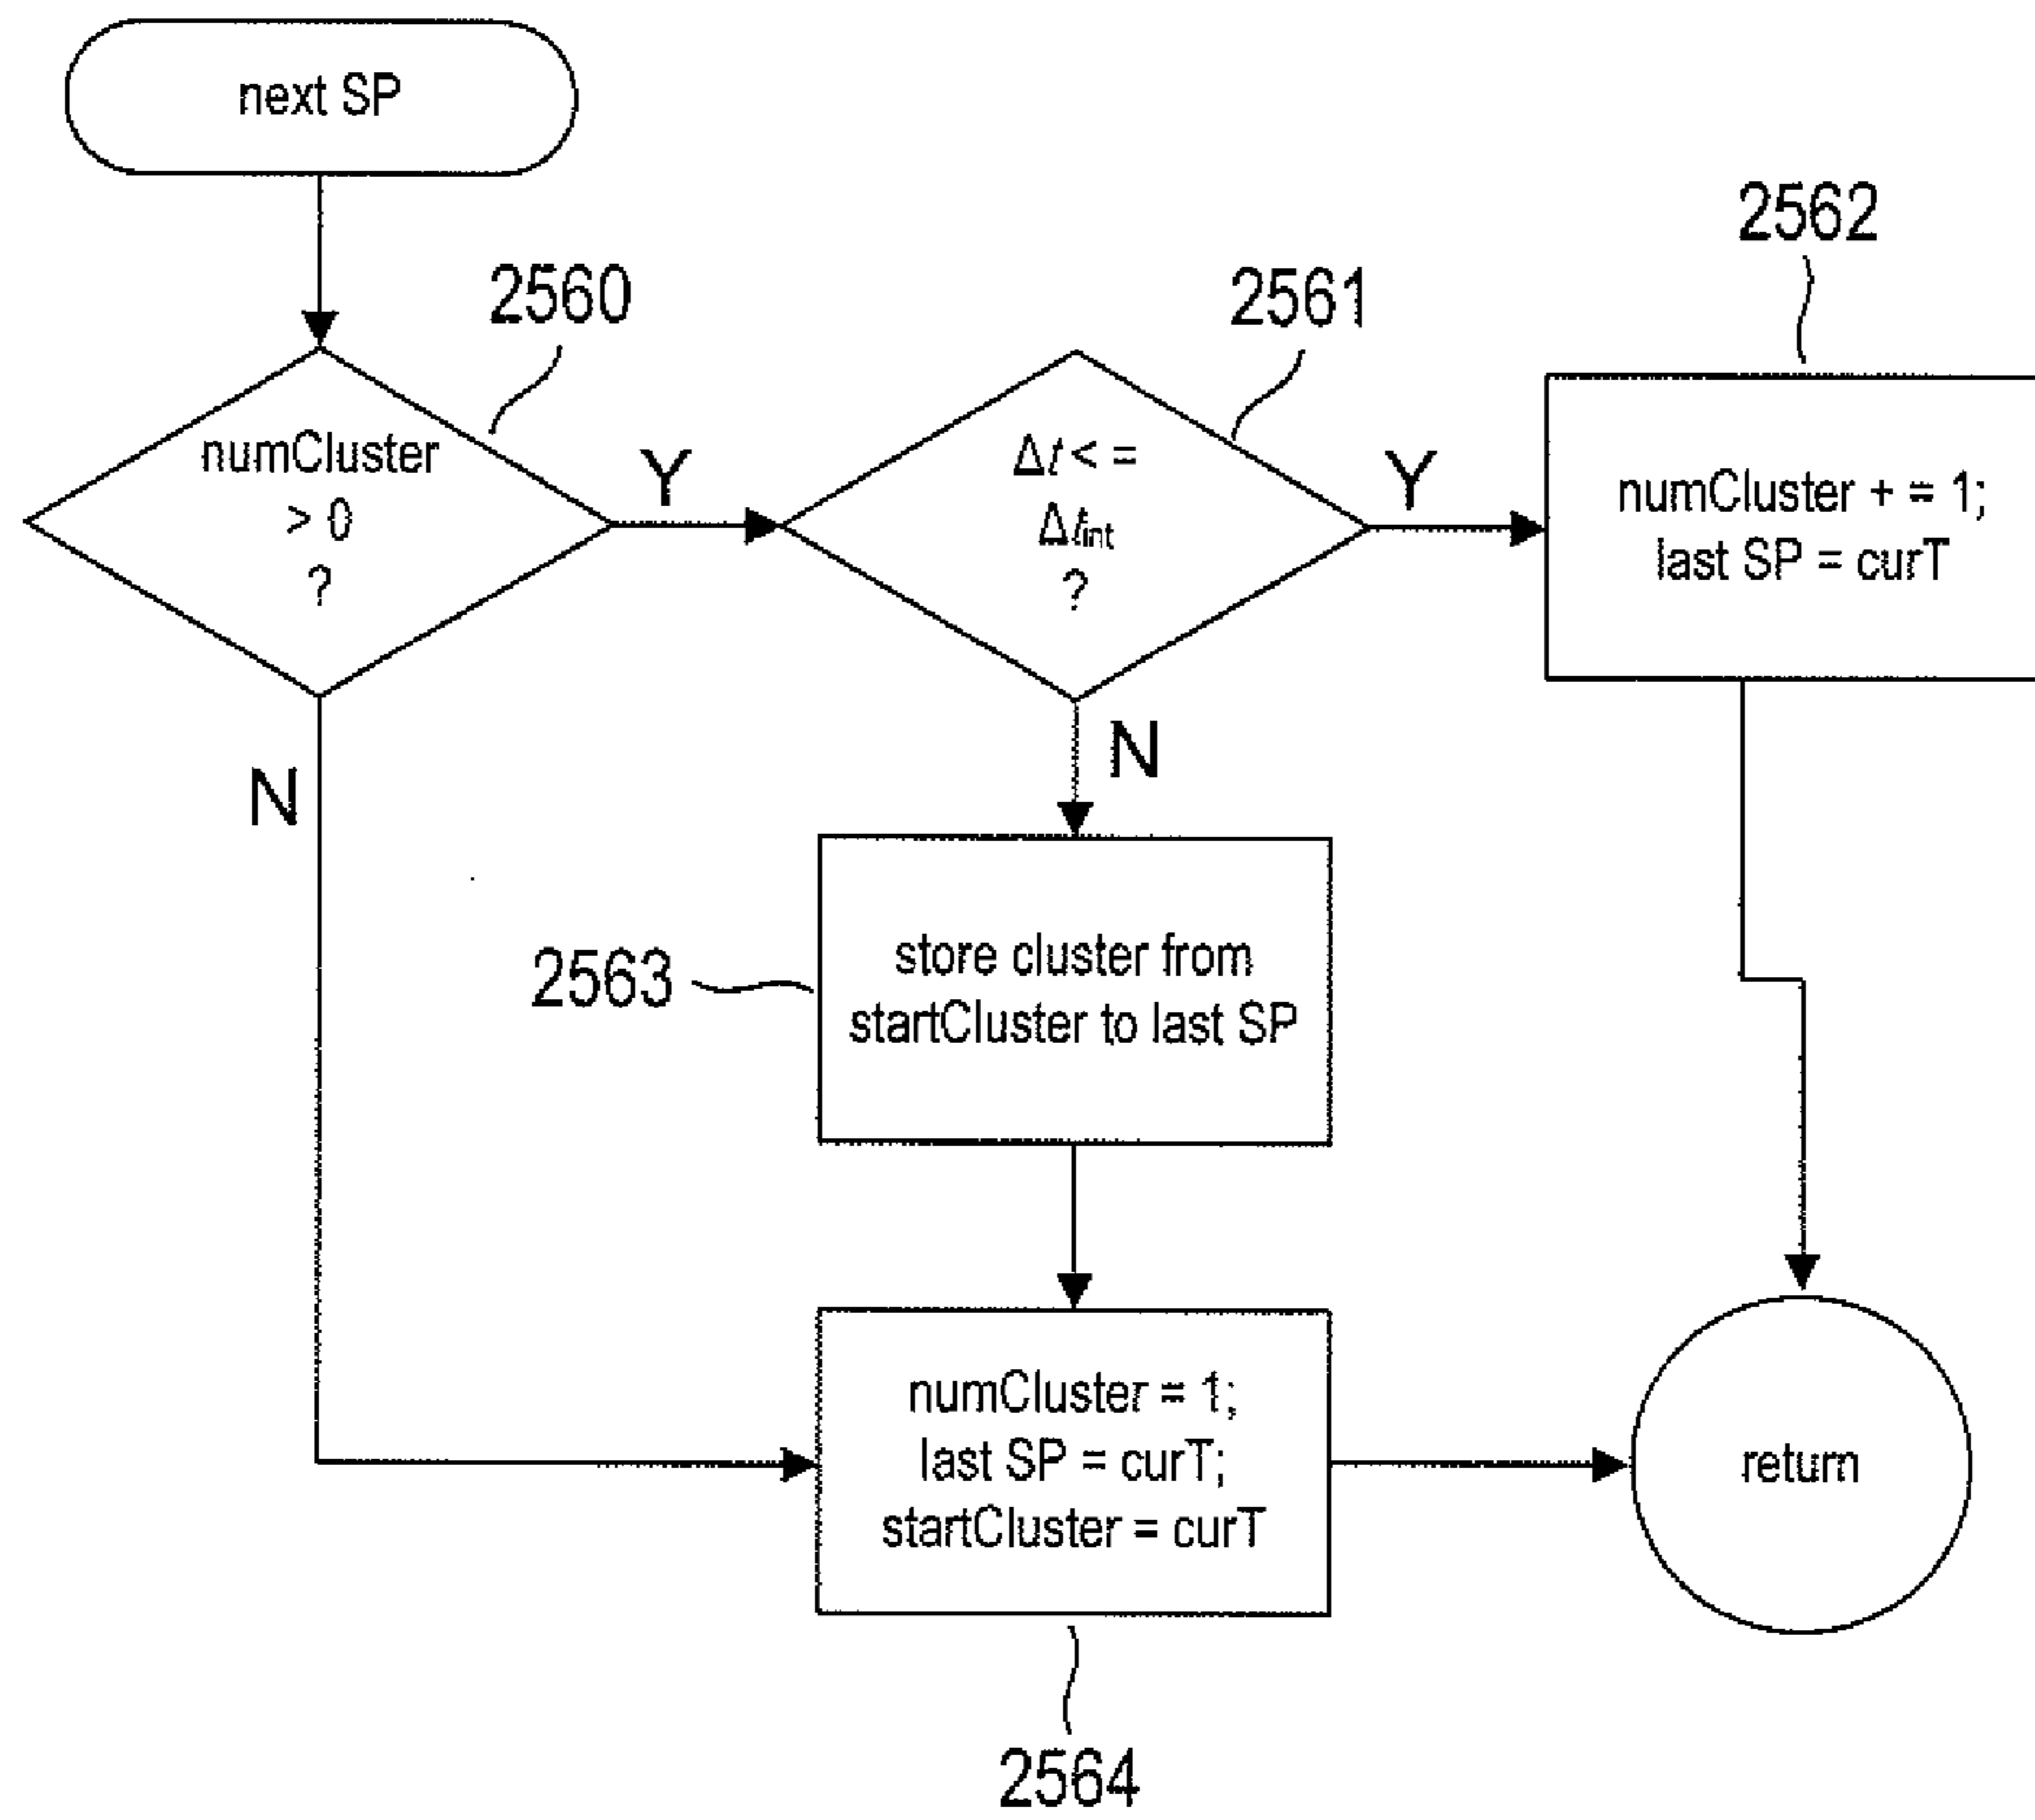 next SP
2560
2561
2562
numCluster
> 0
?
Y
Δt < =
Δtint
?
Y
numCluster + = 1;
last SP = curT
N
N
2563
store cluster from
startCluster to last SP
numCluster = 1;
last SP = curT;
startCluster = curT
return
2564